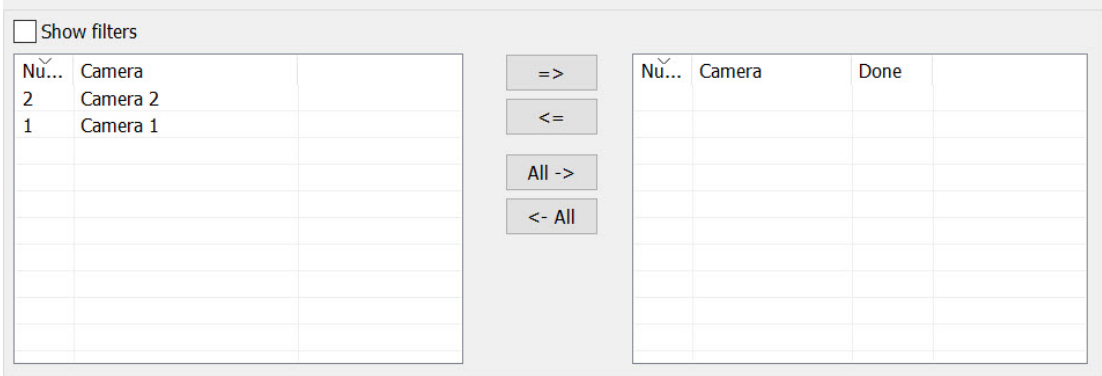 Show filters
Nu... Camera
2 Camera 2
1 Camera 1
=>
<=
All ->
<- All
Nu... Camera Done